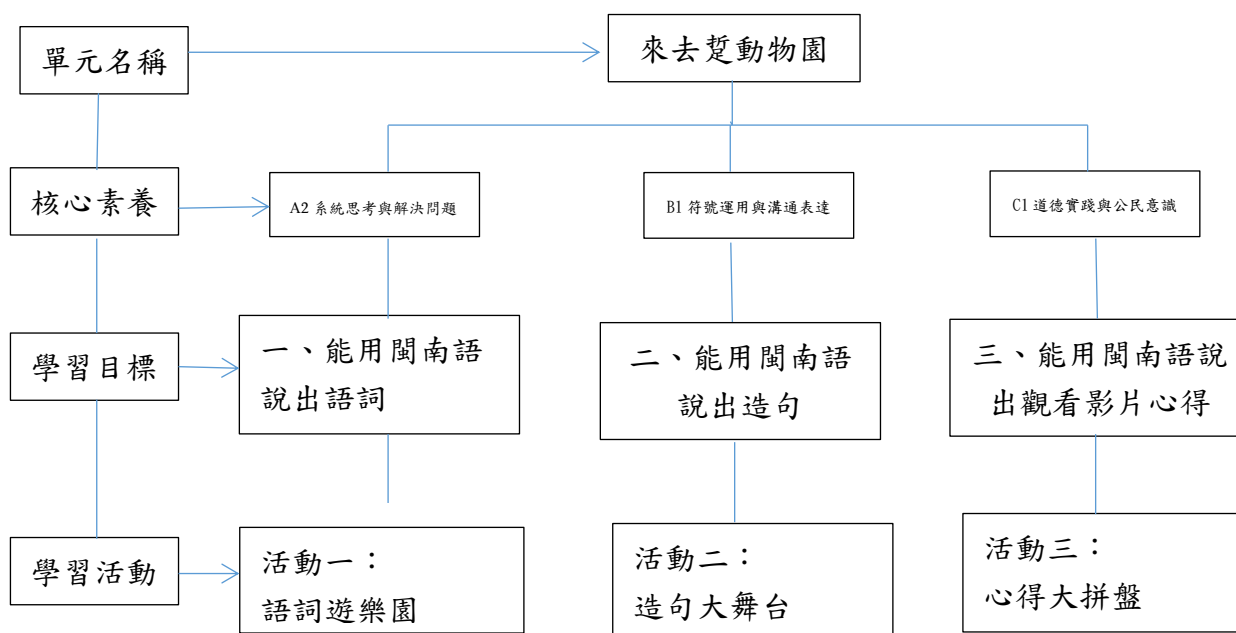 單元名稱
來去踅動物園
核心素養
A2 系統思考與解決問題
B1 符號運用與溝通表達
C1 道德實踐與公民意識
學習目標
一、能用閩南語
說出語詞
二、能用閩南語
說出造句
三、能用閩南語說
出觀看影片心得
學習活動
活動一：
語詞遊樂園
活動二：
造句大舞台
活動三：
心得大拼盤